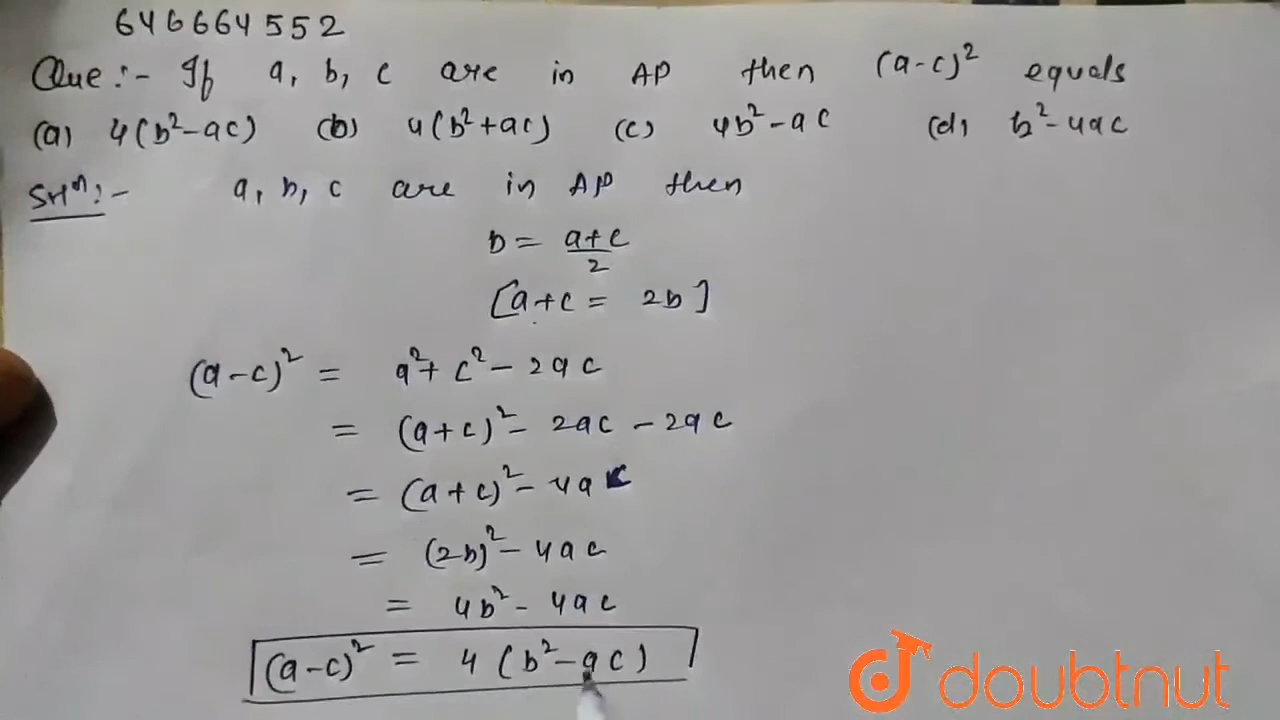 646664552
Que:- If a, b, c are in AP then (a-c)² equals
(a) 4(b²-ac) (b) 4(b²+ac) (c) 4b²-ac (d) b²-4ac
Solⁿ:- a, b, c are in AP then
b = a+c/2
[a+c = 2b]
(a-c)² = a²+c²-2ac
= (a+c)²-2ac-2ac
= (a+c)²-4ac
= (2b)²-4ac
= 4b²-4ac
(a-c)² = 4(b²-ac)
doubtnut